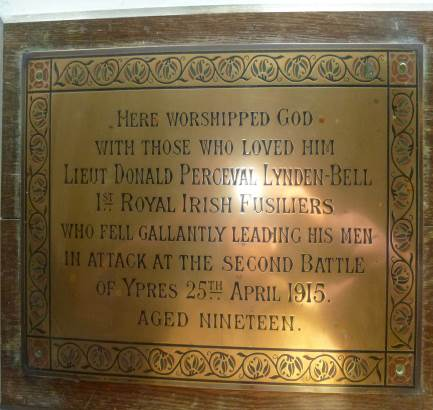 HERE WORSHIPPED GOD
WITH THOSE WHO LOVED HIM
LIEUT DONALD PERCEVAL LYNDEN-BELL
1ST ROYAL IRISH FUSILIERS
WHO FELL GALLANTLY LEADING HIS MEN
IN ATTACK AT THE SECOND BATTLE
OF YPRES 25TH APRIL 1915.
AGED NINETEEN.